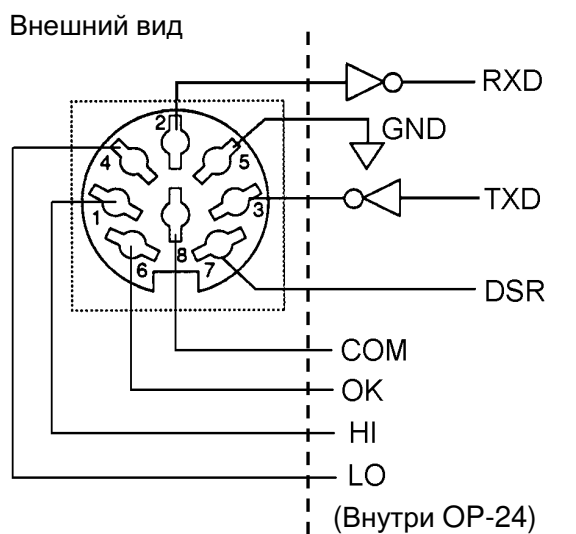 Внешний вид
RXD
2
GND
4
5
TXD
1
3
6
8
7
DSR
COM
OK
HI
LO
(Внутри OP-24)